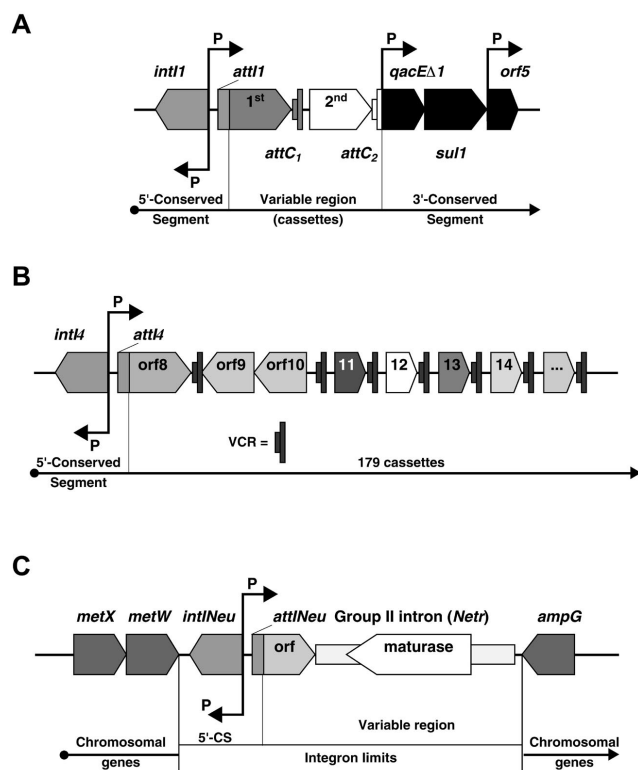 A
P
P
P
intI1
attI1
qacEΔ1
orf5
1st
2nd
attC1
attC2
sul1
P
5'-Conserved
Segment
Variable region
(cassettes)
3'-Conserved
Segment
B
P
intI4
attI4
orf8
orf9
orf10
11
12
13
14
...
P
VCR =
5'-Conserved
Segment
179 cassettes
C
P
metX
metW
intINeu
attINeu
Group II intron (Netr)
ampG
orf
maturase
P
5'-CS
Variable region
Chromosomal
genes
Integron limits
Chromosomal
genes